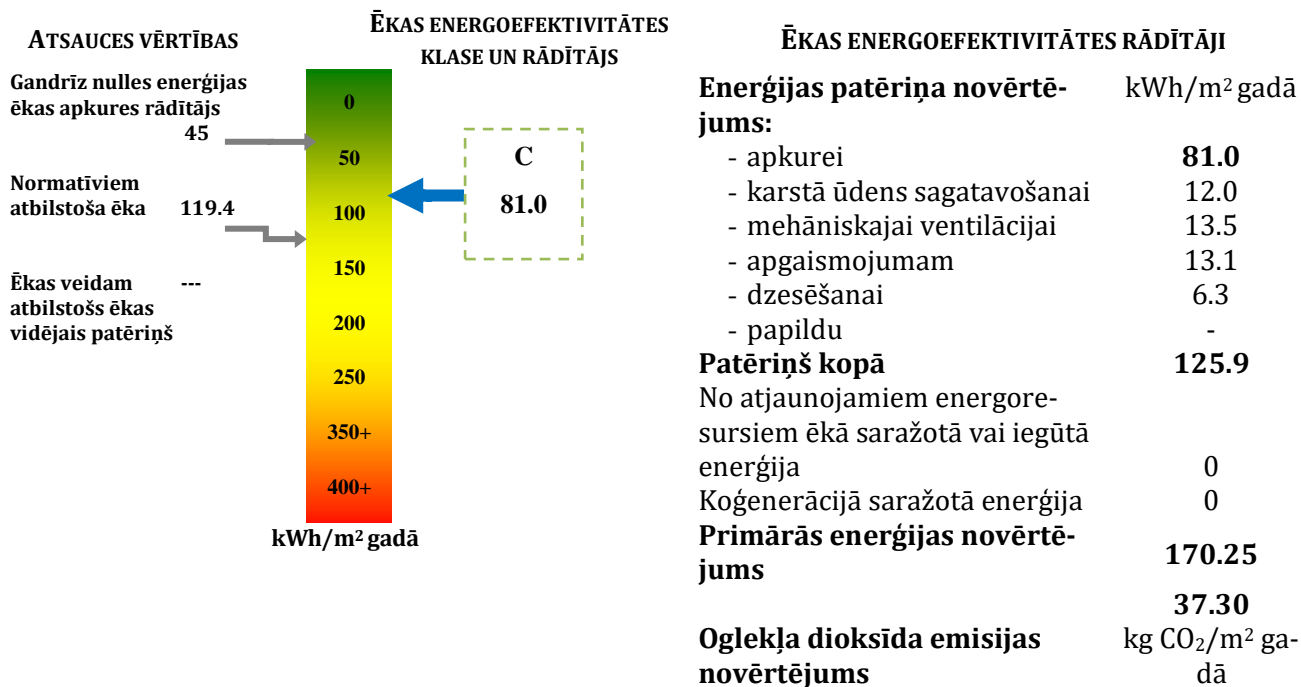 ATSAUCES VĒRTĪBAS
Gandrīz nulles enerģijas
ēkas apkures rādītājs
45
Normatīviem
atbilstoša ēka 119.4
Ēkas veidam ---
atbilstošs ēkas
vidējais patēriņš
ĒKAS ENERGOEFEKTIVITĀTES
KLASE UN RĀDĪTĀJS
0
50
100
150
200
250
350+
400+
kWh/m² gadā
C
81.0
ĒKAS ENERGOEFEKTIVITĀTES RĀDĪTĀJI
Enerģijas patēriņa novērtē- kWh/m² gadā
jums:
- apkurei 81.0
- karstā ūdens sagatavošanai 12.0
- mehāniskajai ventilācijai 13.5
- apgaismojumam 13.1
- dzesēšanai 6.3
- papildu -
Patēriņš kopā 125.9
No atjaunojamiem energore-
sursiem ēkā saražotā vai iegūtā
enerģija 0
Koģenerācijā saražotā enerģija 0
Primārās enerģijas novērtē-
jums 170.25
37.30
Oglekļa dioksīda emisijas kg CO₂/m² ga-
novērtējums dā